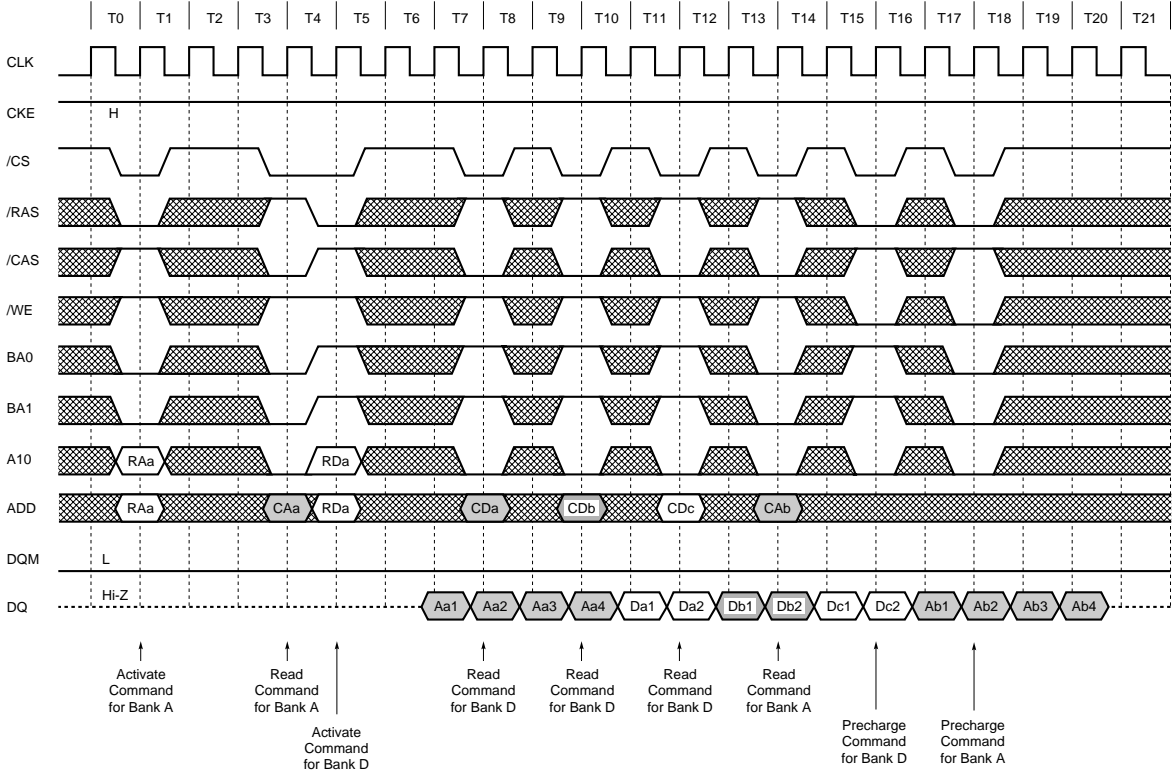 T0 T1 T2 T3 T4 T5 T6 T7 T8 T9 T10 T11 T12 T13 T14 T15 T16 T17 T18 T19 T20 T21
CLK
CKE H
/CS
/RAS
/CAS
/WE
BA0
BA1
A10 RAa RDa
ADD RAa CAa RDa CDa CDb CDc CAb
DQM L
DQ Hi-Z Aa1 Aa2 Aa3 Aa4 Da1 Da2 Db1 Db2 Dc1 Dc2 Ab1 Ab2 Ab3 Ab4
Activate
Command
for Bank A
Read
Command
for Bank A
Activate
Command
for Bank D
Read
Command
for Bank D
Read
Command
for Bank D
Read
Command
for Bank D
Read
Command
for Bank A
Precharge
Command
for Bank D
Precharge
Command
for Bank A